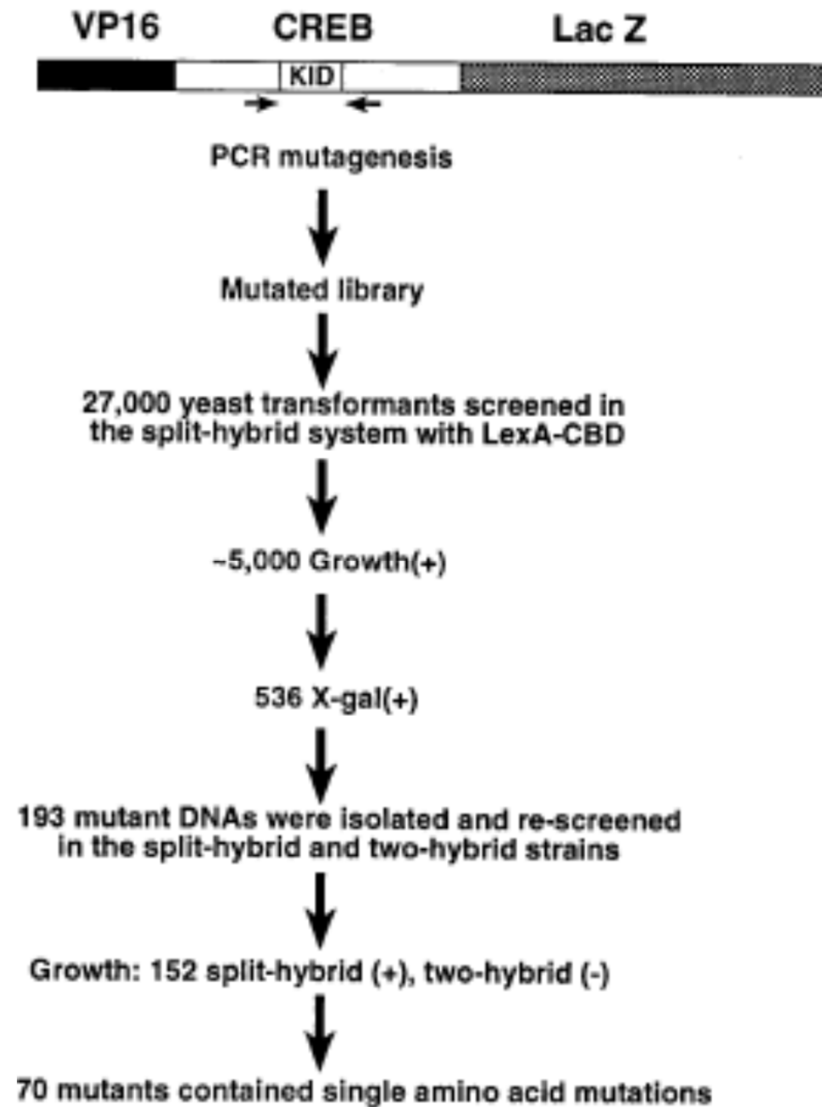 VP16 CREB Lac Z
KID
PCR mutagenesis
Mutated library
27,000 yeast transformants screened in
the split-hybrid system with LexA-CBD
~5,000 Growth(+)
536 X-gal(+)
193 mutant DNAs were isolated and re-screened
in the split-hybrid and two-hybrid strains
Growth: 152 split-hybrid (+), two-hybrid (-)
70 mutants contained single amino acid mutations